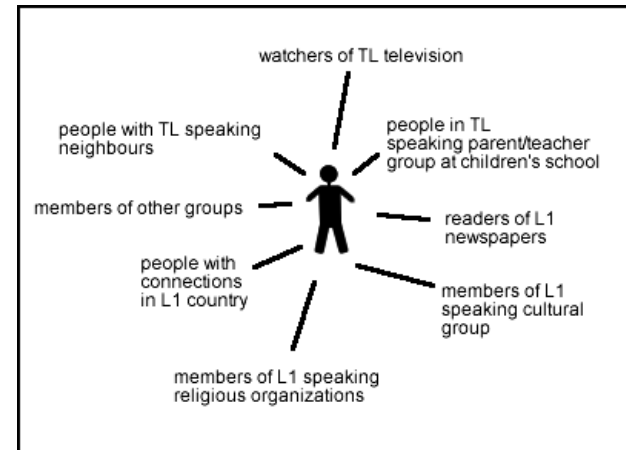 watchers of TL television
people with TL speaking
neighbours
people in TL
speaking parent/teacher
group at children's school
members of other groups
readers of L1
newspapers
people with
connections
in L1 country
members of L1
speaking cultural
group
members of L1 speaking
religious organizations